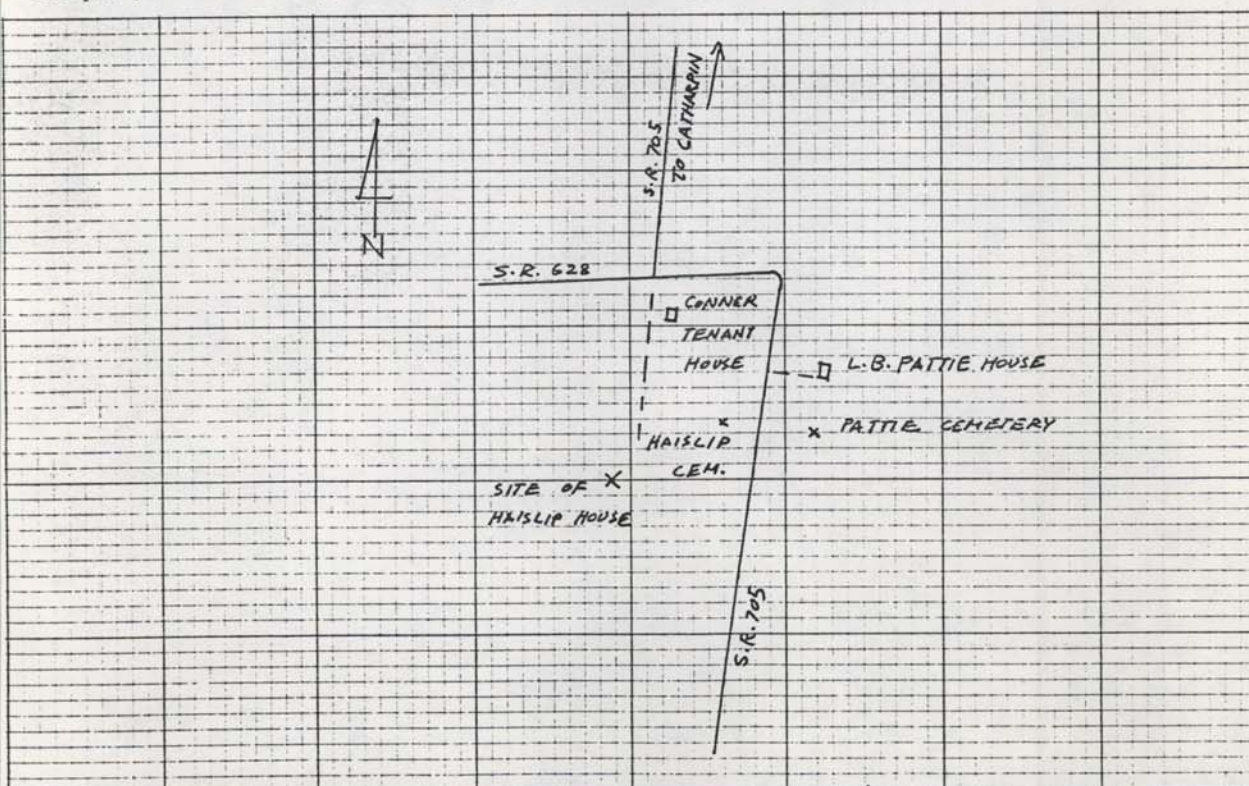 S.R. 705
TO CATHARPIN
N
S.R. 628
CONNER
TENANT
HOUSE
L.B. PATTIE HOUSE
HAISLIP
CEM.
PATTIE CEMETERY
SITE OF
HAISLIP HOUSE
S.R. 705